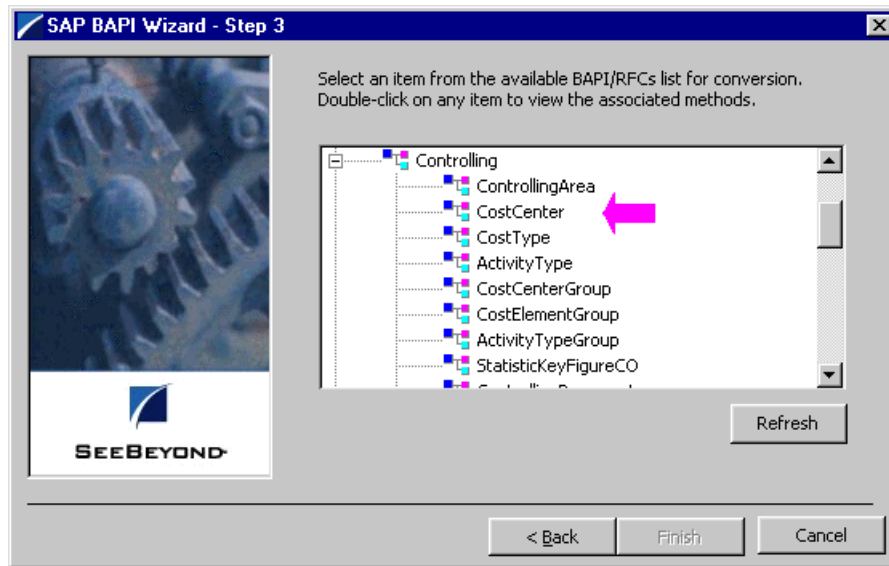 SAP BAPI Wizard - Step 3
Select an item from the available BAPI/RFCs list for conversion.
Double-click on any item to view the associated methods.
Controlling
ControllingArea
CostCenter
CostType
ActivityType
CostCenterGroup
CostElementGroup
ActivityTypeGroup
StatisticKeyFigureCO
Refresh
SEEBEYOND
< Back
Finish
Cancel